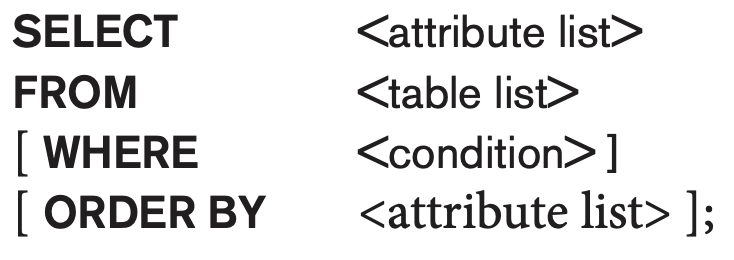 SELECT <attribute list>
FROM <table list>
[ WHERE <condition> ]
[ ORDER BY <attribute list> ];